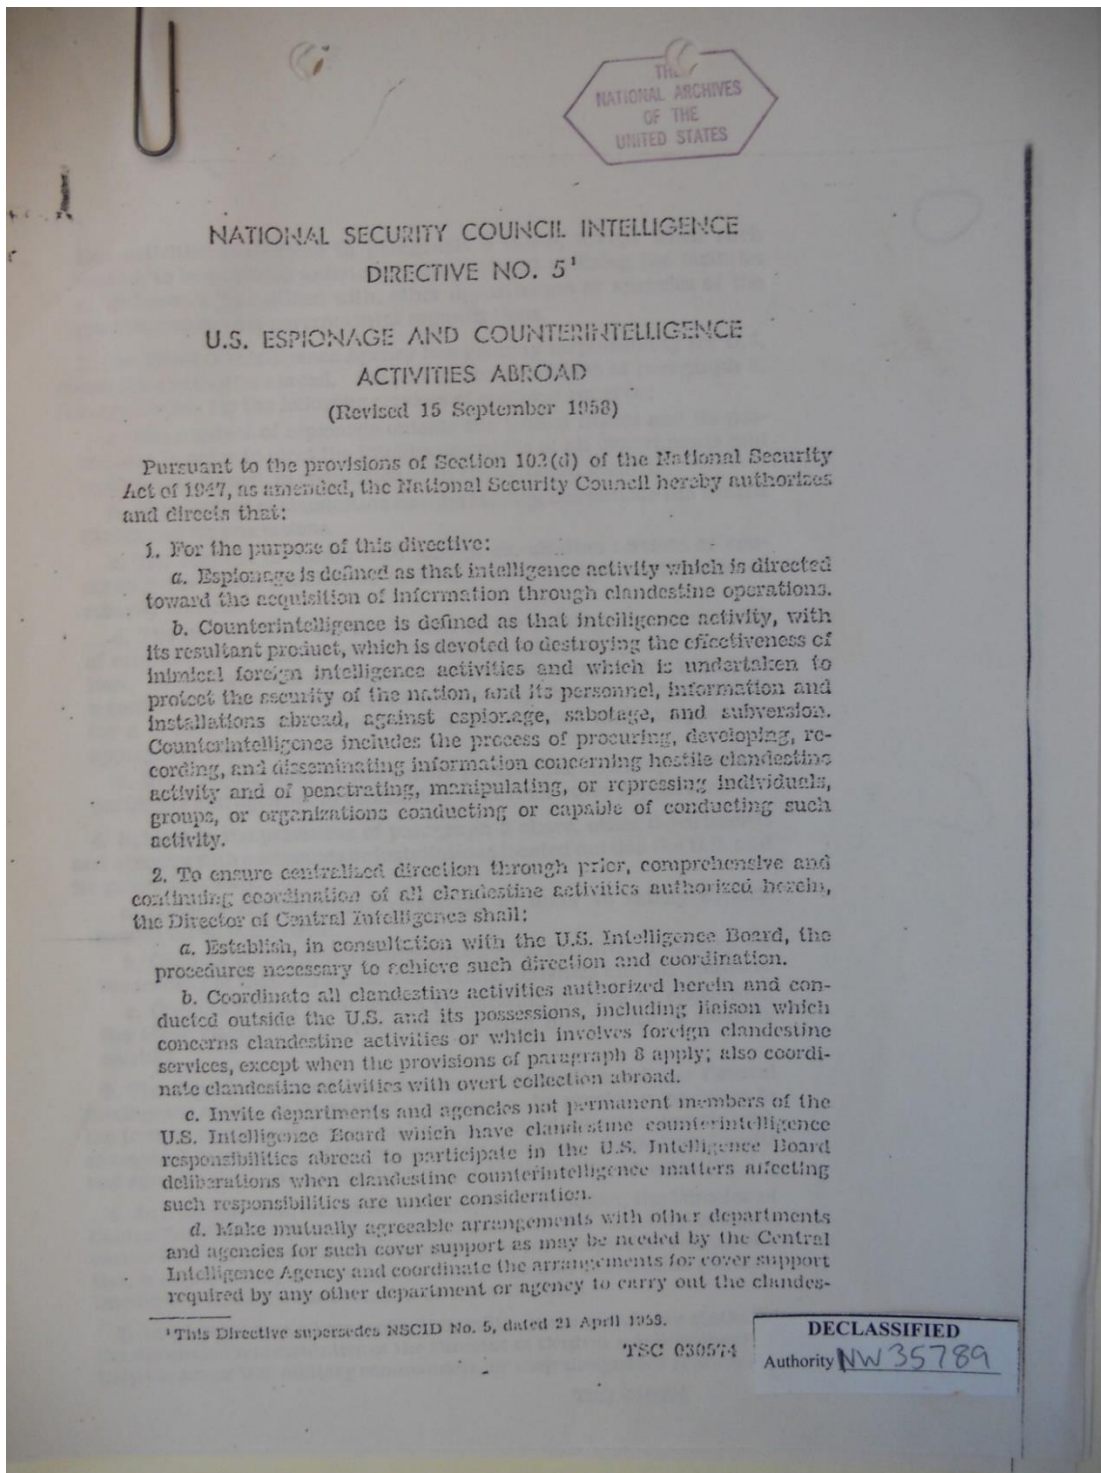 THE
NATIONAL ARCHIVES
OF THE
UNITED STATES
NATIONAL SECURITY COUNCIL INTELLIGENCE
DIRECTIVE NO. 5¹
U.S. ESPIONAGE AND COUNTERINTELLIGENCE
ACTIVITIES ABROAD
(Revised 15 September 1958)
Pursuant to the provisions of Section 102(d) of the National Security
Act of 1947, as amended, the National Security Council hereby authorizes
and directs that:
1. For the purpose of this directive:
a. Espionage is defined as that intelligence activity which is directed
toward the acquisition of information through clandestine operations.
b. Counterintelligence is defined as that intelligence activity, with
its resultant product, which is devoted to destroying the effectiveness of
inimical foreign intelligence activities and which is undertaken to
protect the security of the nation, and its personnel, information and
installations abroad, against espionage, sabotage, and subversion.
Counterintelligence includes the process of procuring, developing, re-
cording, and disseminating information concerning hostile clandestine
activity and of penetrating, manipulating, or repressing individuals,
groups, or organizations conducting or capable of conducting such
activity.
2. To ensure centralized direction through prior, comprehensive and
continuing coordination of all clandestine activities authorized herein,
the Director of Central Intelligence shall:
a. Establish, in consultation with the U.S. Intelligence Board, the
procedures necessary to achieve such direction and coordination.
b. Coordinate all clandestine activities authorized herein and con-
ducted outside the U.S. and its possessions, including liaison which
concerns clandestine activities or which involves foreign clandestine
services, except when the provisions of paragraph 8 apply; also coordi-
nate clandestine activities with overt collection abroad.
c. Invite departments and agencies not permanent members of the
U.S. Intelligence Board which have clandestine counterintelligence
responsibilities abroad to participate in the U.S. Intelligence Board
deliberations when clandestine counterintelligence matters affecting
such responsibilities are under consideration.
d. Make mutually agreeable arrangements with other departments
and agencies for such cover support as may be needed by the Central
Intelligence Agency and coordinate the arrangements for cover support
required by any other department or agency to carry out the clandes-
¹ This Directive supersedes NSCID No. 5, dated 21 April 1958.
TSC 030574
DECLASSIFIED
Authority NW 35789